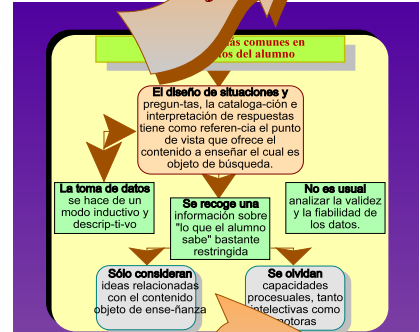 más comunes en
os del alumno
El diseño de situaciones y
pregun-tas, la cataloga-ción e
interpretación de respuestas
tiene como referen-cia el punto
de vista que ofrece el
contenido a enseñar el cual es
objeto de búsqueda.
La toma de datos
se hace de un
modo inductivo y
descrip-ti-vo
Se recoge una
información sobre
"lo que el alumno
sabe" bastante
restringida
No es usual
analizar la validez
y la fiabilidad de
los datos.
Sólo consideran
ideas relacionadas
con el contenido
objeto de ense-ñanza
Se olvidan
capacidades
procesuales, tanto
intelectivas como
motoras